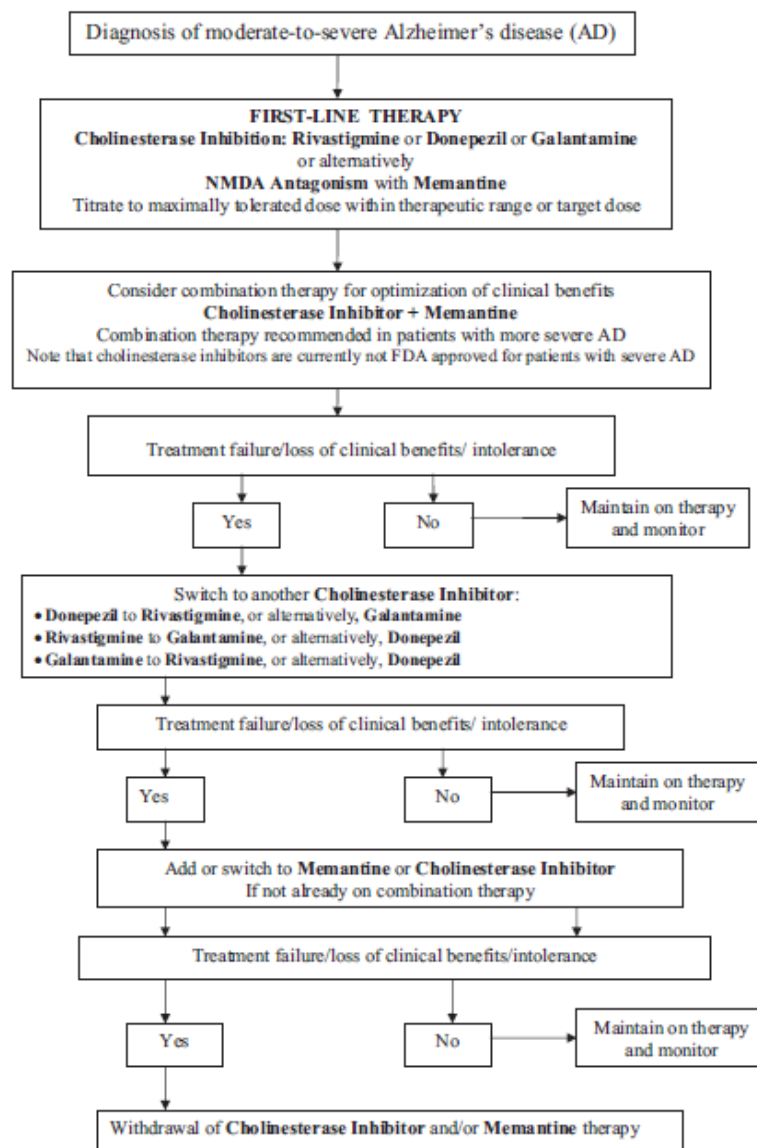 Diagnosis of moderate-to-severe Alzheimer's disease (AD)
FIRST-LINE THERAPY
Cholinesterase Inhibition: Rivastigmine or Donepezil or Galantamine
or alternatively
NMDA Antagonism with Memantine
Titrate to maximally tolerated dose within therapeutic range or target dose
Consider combination therapy for optimization of clinical benefits
Cholinesterase Inhibitor + Memantine
Combination therapy recommended in patients with more severe AD
Note that cholinesterase inhibitors are currently not FDA approved for patients with severe AD
Treatment failure/loss of clinical benefits/ intolerance
Yes
No
Maintain on therapy
and monitor
Switch to another Cholinesterase Inhibitor:
• Donepezil to Rivastigmine, or alternatively, Galantamine
• Rivastigmine to Galantamine, or alternatively, Donepezil
• Galantamine to Rivastigmine, or alternatively, Donepezil
Treatment failure/loss of clinical benefits/ intolerance
Yes
No
Maintain on therapy
and monitor
Add or switch to Memantine or Cholinesterase Inhibitor
If not already on combination therapy
Treatment failure/loss of clinical benefits/intolerance
Yes
No
Maintain on therapy
and monitor
Withdrawal of Cholinesterase Inhibitor and/or Memantine therapy